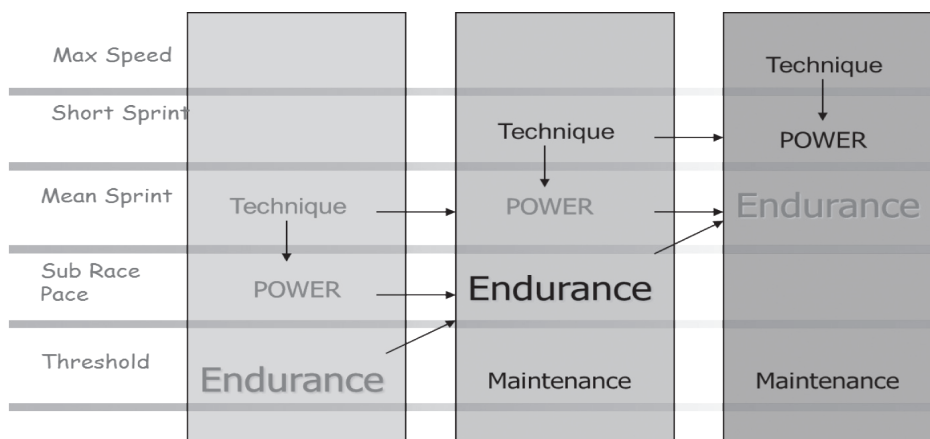 Max Speed
Technique
Short Sprint
Technique
POWER
Mean Sprint
Technique
POWER
Endurance
Sub Race
Pace
POWER
Endurance
Threshold
Endurance
Maintenance
Maintenance